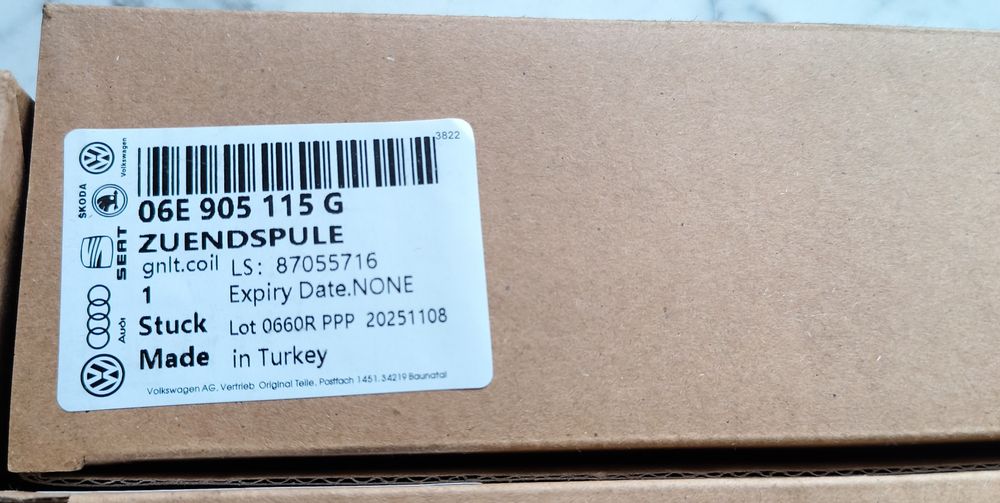 3822
Volkswagen
ŠKODA
SEAT
Audi
06E 905 115 G
ZUENDSPULE
gnlt.coil LS: 87055716
1 Expiry Date.NONE
Stuck Lot 0660R PPP 20251108
Made in Turkey
Volkswagen AG. Vertrieb Original Teile. Postfach 1451.34219 Baunatal